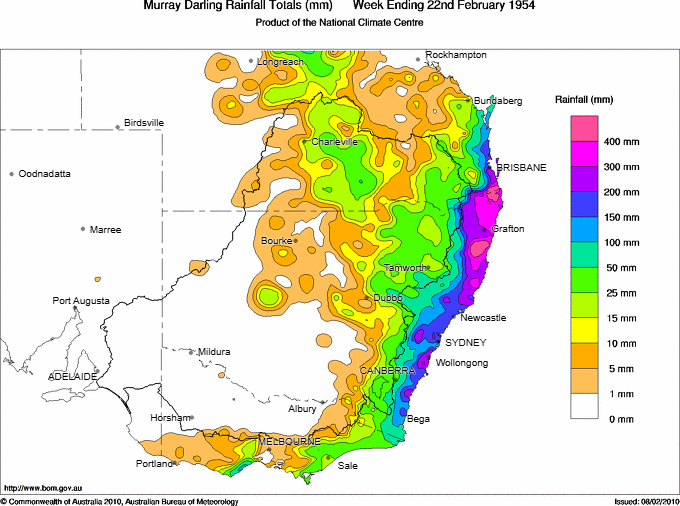 Murray Darling Rainfall Totals (mm) Week Ending 22nd February 1954
Product of the National Climate Centre
Rockhampton
Longreach
Bundaberg
Rainfall (mm)
Birdsville
400 mm
Charleville
300 mm
BRISBANE
Oodnadatta
200 mm
150 mm
Marree
Grafton
Bourke
100 mm
Tamworth
50 mm
25 mm
Port Augusta
Dubbo
15 mm
Newcastle
10 mm
SYDNEY
Mildura
Wollongong
5 mm
CANBERRA
ADELAIDE
1 mm
Albury
Horsham
Bega
0 mm
MELBOURNE
Portland
Sale
http://www.bom.gov.au
© Commonwealth of Australia 2010, Australian Bureau of Meteorology
Issued: 08/02/2010